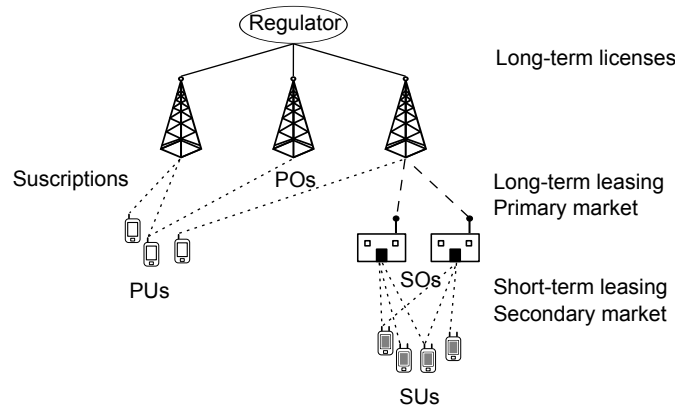 Regulator
Long-term licenses
Suscriptions
POs
Long-term leasing
Primary market
PUs
SOs
Short-term leasing
Secondary market
SUs